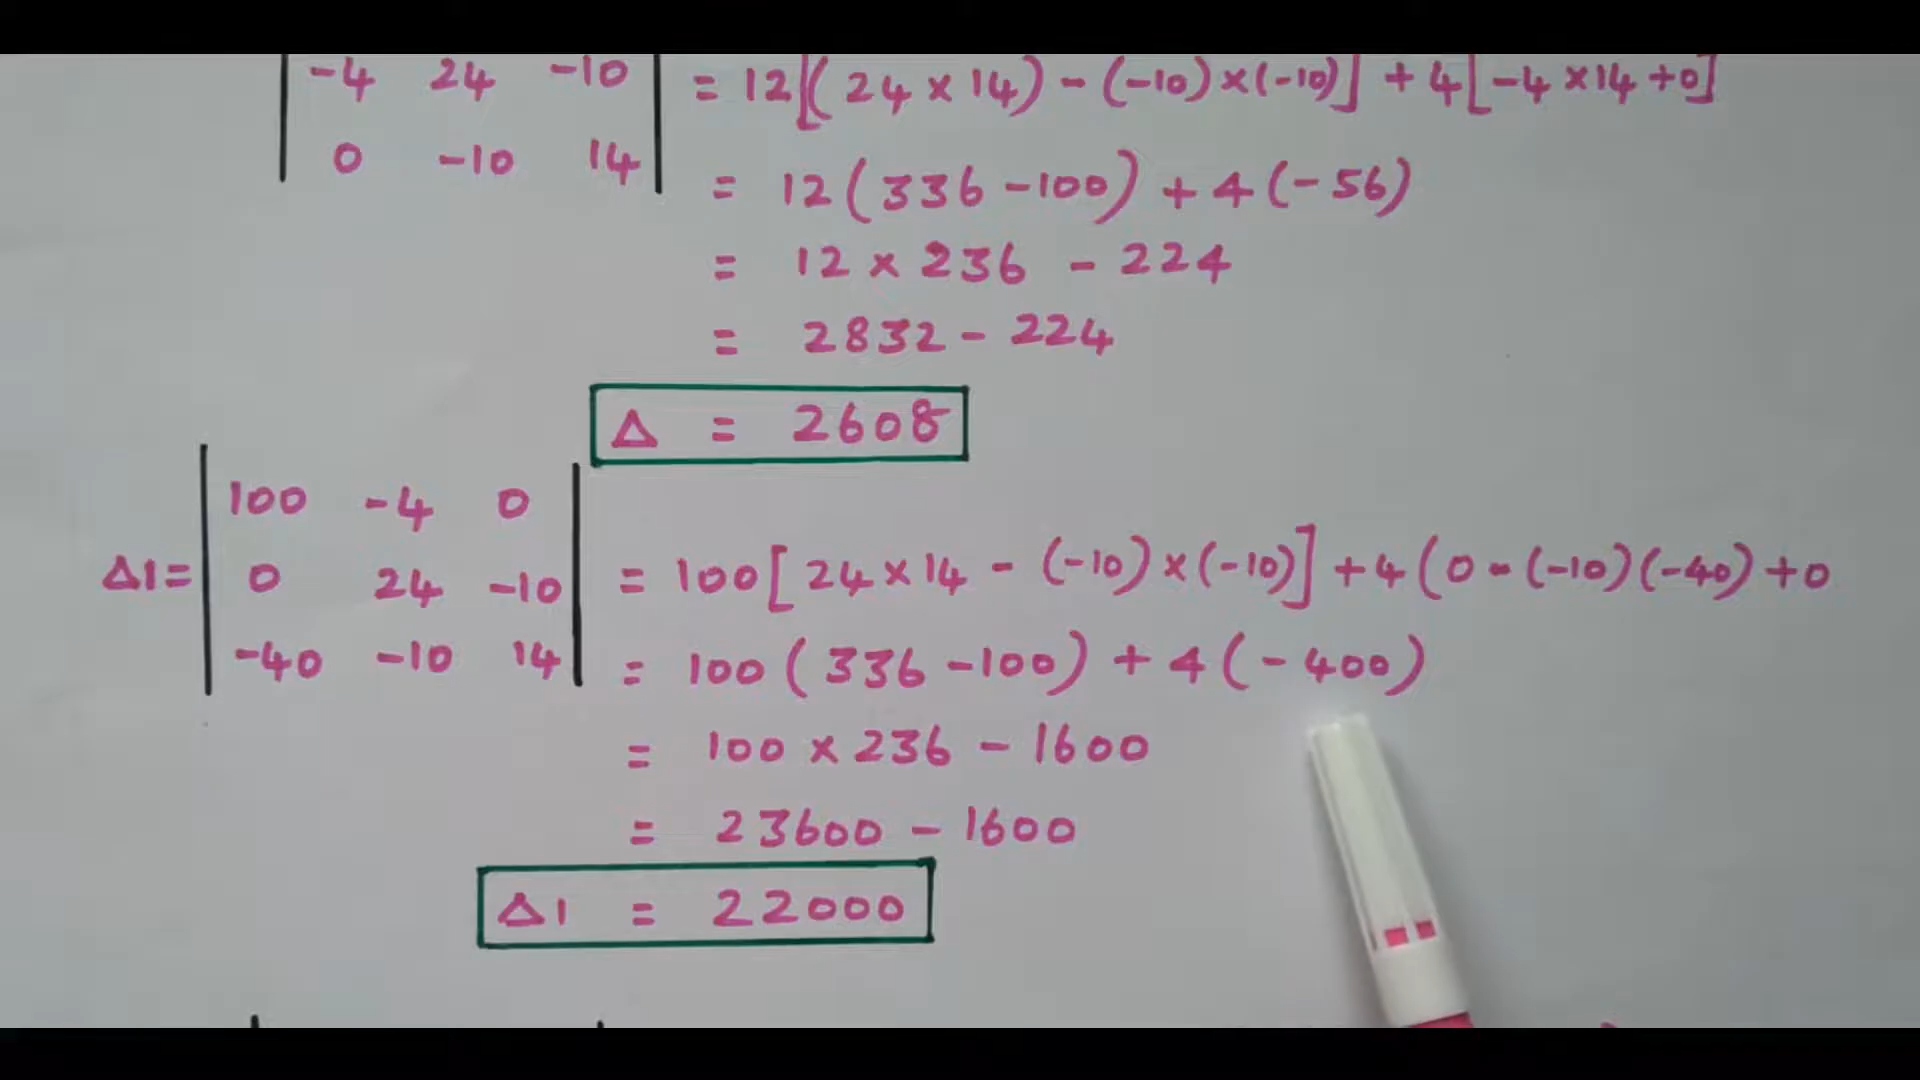 -4 24 -10 = 12[(24 × 14) - (-10) × (-10)] + 4[-4 × 14 + 0]
0 -10 14
= 12(336 - 100) + 4(-56)
= 12 × 236 - 224
= 2832 - 224
Δ = 2608
100 -4 0
Δ1 = 0 24 -10 = 100[24 × 14 - (-10) × (-10)] + 4(0 - (-10)(-40) + 0
-40 -10 14
= 100(336 - 100) + 4(-400)
= 100 × 236 - 1600
= 23600 - 1600
Δ1 = 22000